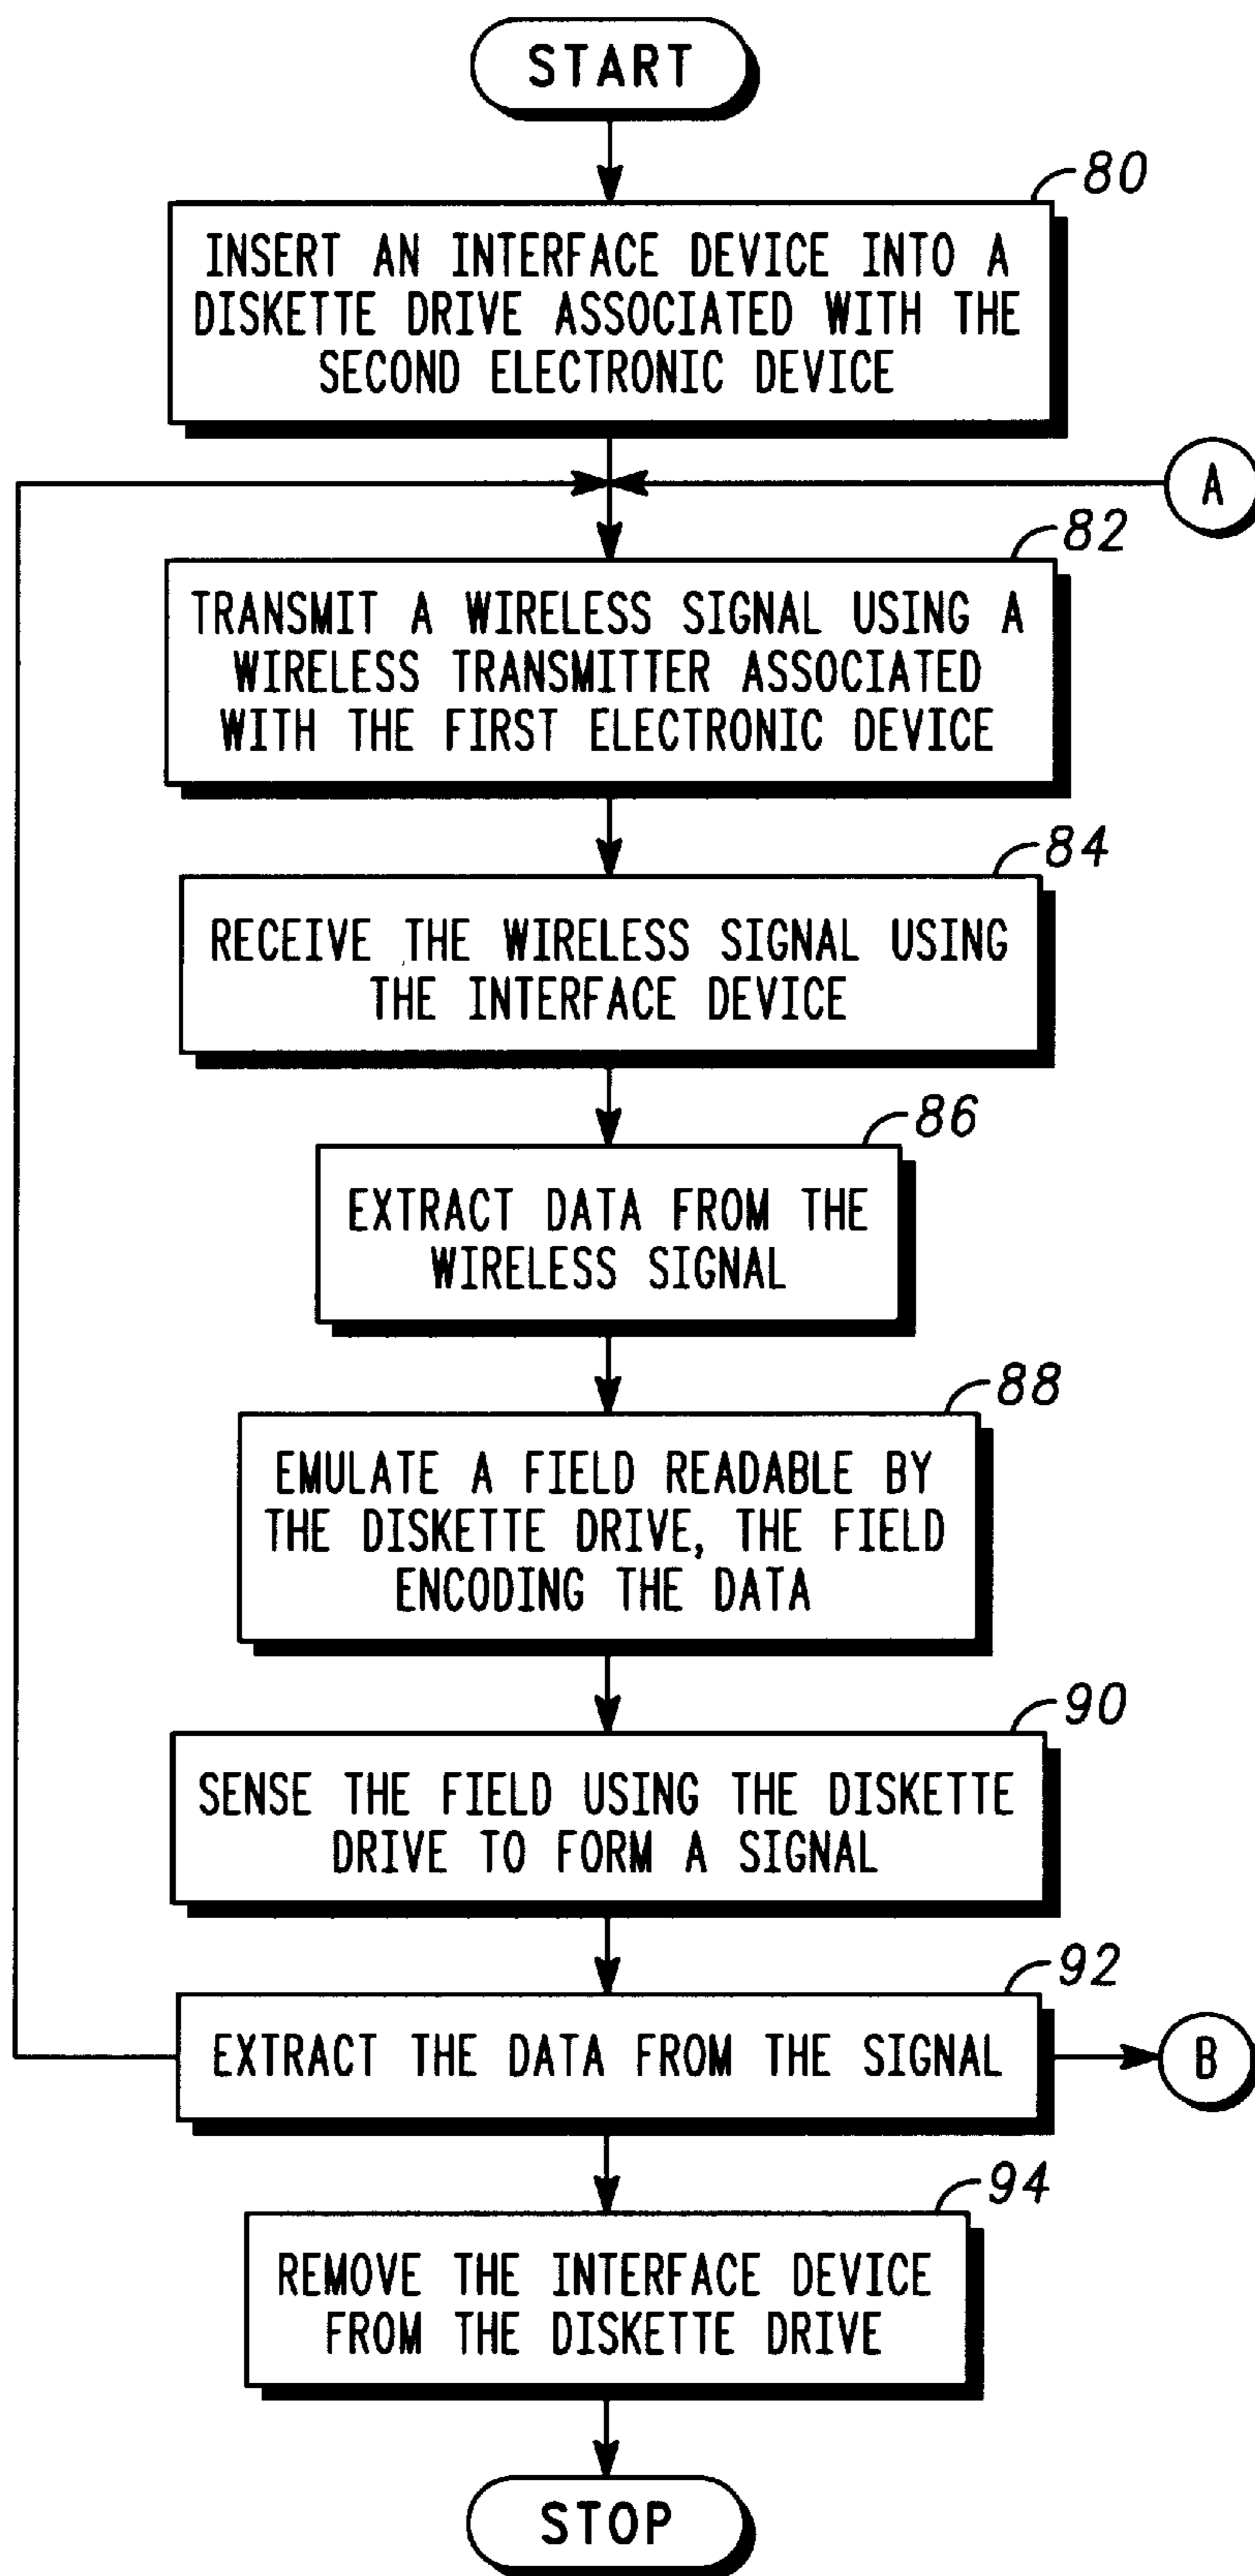 START
80
INSERT AN INTERFACE DEVICE INTO A
DISKETTE DRIVE ASSOCIATED WITH THE
SECOND ELECTRONIC DEVICE
A
82
TRANSMIT A WIRELESS SIGNAL USING A
WIRELESS TRANSMITTER ASSOCIATED
WITH THE FIRST ELECTRONIC DEVICE
84
RECEIVE THE WIRELESS SIGNAL USING
THE INTERFACE DEVICE
86
EXTRACT DATA FROM THE
WIRELESS SIGNAL
88
EMULATE A FIELD READABLE BY
THE DISKETTE DRIVE, THE FIELD
ENCODING THE DATA
90
SENSE THE FIELD USING THE DISKETTE
DRIVE TO FORM A SIGNAL
92
EXTRACT THE DATA FROM THE SIGNAL
B
94
REMOVE THE INTERFACE DEVICE
FROM THE DISKETTE DRIVE
STOP